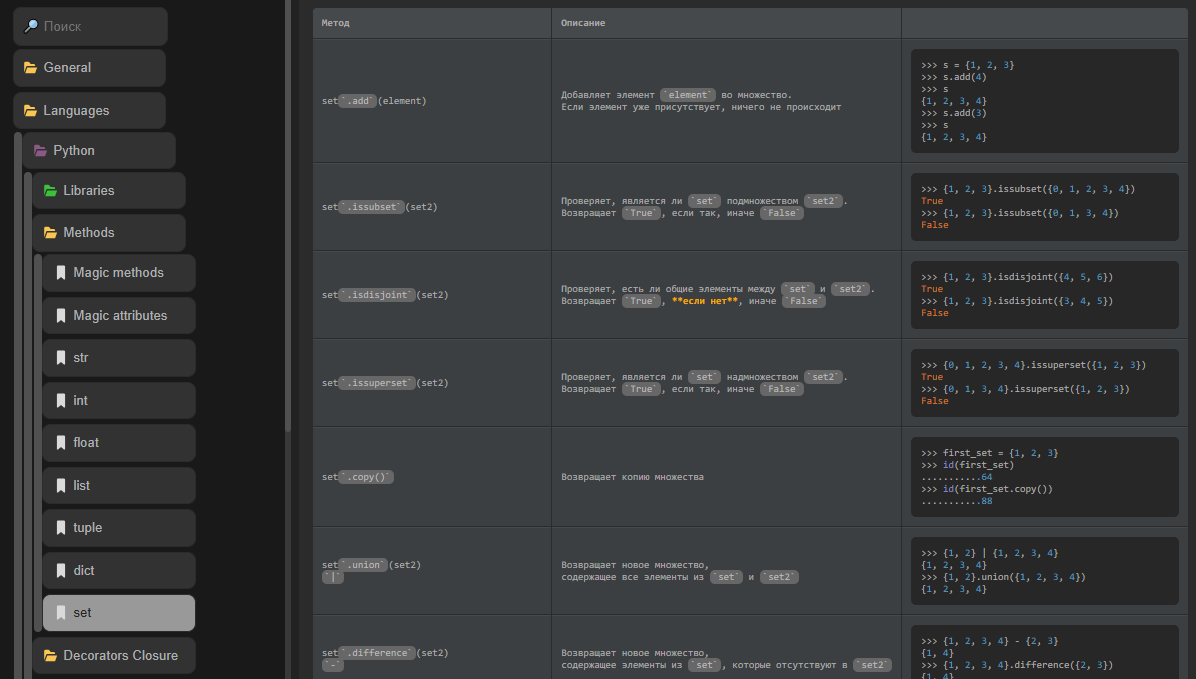 Поиск
General
Languages
Python
Libraries
Methods
Magic methods
Magic attributes
str
int
float
list
tuple
dict
set
Decorators Closure
Метод
Описание
set`.add`(element)
Добавляет элемент `element` во множество.
Если элемент уже присутствует, ничего не происходит
>>> s = {1, 2, 3}
>>> s.add(4)
>>> s
{1, 2, 3, 4}
>>> s.add(3)
>>> s
{1, 2, 3, 4}
set`.issubset`(set2)
Проверяет, является ли `set` подмножеством `set2`.
Возвращает `True`, если так, иначе `False`
>>> {1, 2, 3}.issubset({0, 1, 2, 3, 4})
True
>>> {1, 2, 3}.issubset({0, 1, 3, 4})
False
set`.isdisjoint`(set2)
Проверяет, есть ли общие элементы между `set` и `set2`.
Возвращает `True`, **если нет**, иначе `False`
>>> {1, 2, 3}.isdisjoint({4, 5, 6})
True
>>> {1, 2, 3}.isdisjoint({3, 4, 5})
False
set`.issuperset`(set2)
Проверяет, является ли `set` надмножеством `set2`.
Возвращает `True`, если так, иначе `False`
>>> {0, 1, 2, 3, 4}.issuperset({1, 2, 3})
True
>>> {0, 1, 3, 4}.issuperset({1, 2, 3})
False
set`.copy()`
Возвращает копию множества
>>> first_set = {1, 2, 3}
>>> id(first_set)
...........64
>>> id(first_set.copy())
...........88
set`.union`(set2)
`|`
Возвращает новое множество,
содержащее все элементы из `set` и `set2`
>>> {1, 2} | {1, 2, 3, 4}
{1, 2, 3, 4}
>>> {1, 2}.union({1, 2, 3, 4})
{1, 2, 3, 4}
set`.difference`(set2)
`-`
Возвращает новое множество,
содержащее элементы из `set`, которые отсутствуют в `set2`
>>> {1, 2, 3, 4} - {2, 3}
{1, 4}
>>> {1, 2, 3, 4}.difference({2, 3})
{1, 4}